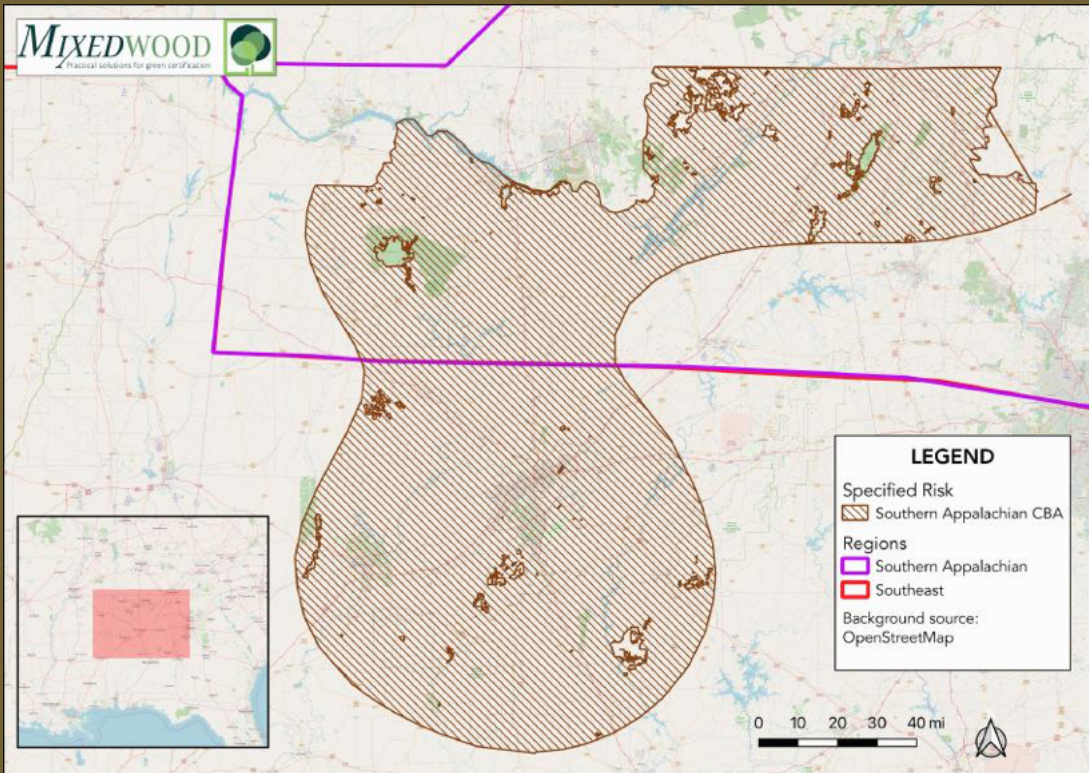 MIXEDWOOD
Practical solutions for green certification
LEGEND
Specified Risk
Southern Appalachian CBA
Regions
Southern Appalachian
Southeast
Background source:
OpenStreetMap
0 10 20 30 40 mi